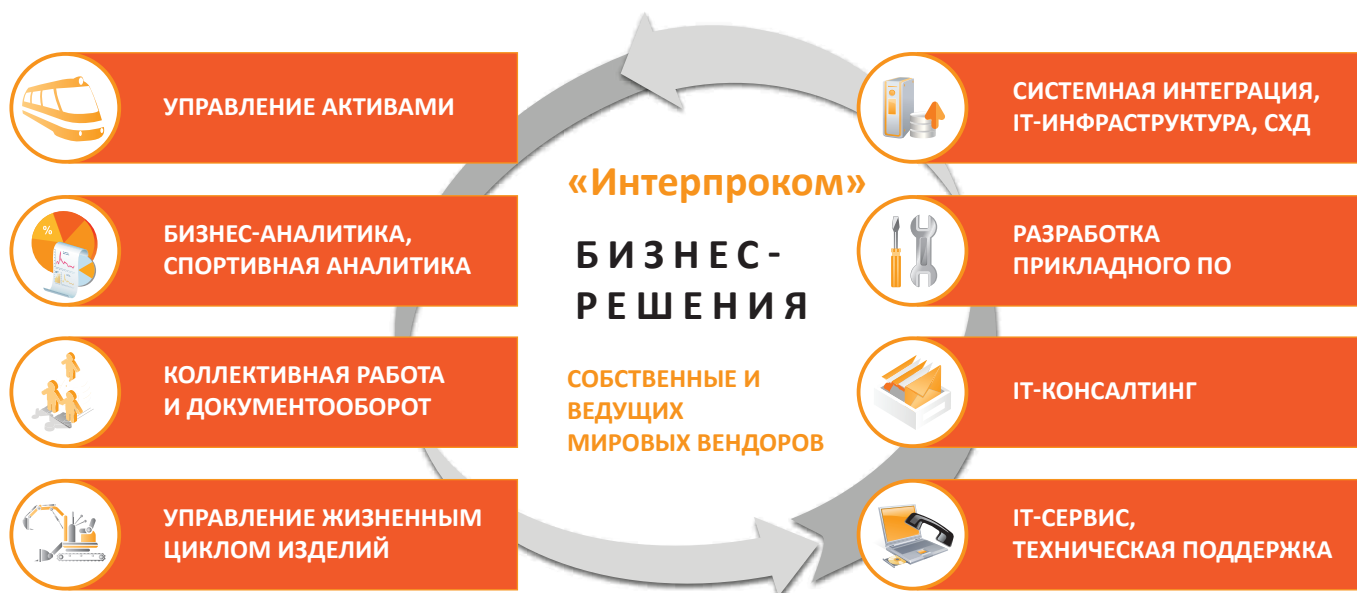 УПРАВЛЕНИЕ АКТИВАМИ
БИЗНЕС-АНАЛИТИКА,
СПОРТИВНАЯ АНАЛИТИКА
%
КОЛЛЕКТИВНАЯ РАБОТА
И ДОКУМЕНТООБОРОТ
УПРАВЛЕНИЕ ЖИЗНЕННЫМ
ЦИКЛОМ ИЗДЕЛИЙ
«Интерпроком»
БИЗНЕС-
РЕШЕНИЯ
СОБСТВЕННЫЕ И
ВЕДУЩИХ
МИРОВЫХ ВЕНДОРОВ
СИСТЕМНАЯ ИНТЕГРАЦИЯ,
IT-ИНФРАСТРУКТУРА, СХД
РАЗРАБОТКА
ПРИКЛАДНОГО ПО
IT-КОНСАЛТИНГ
IT-СЕРВИС,
ТЕХНИЧЕСКАЯ ПОДДЕРЖКА